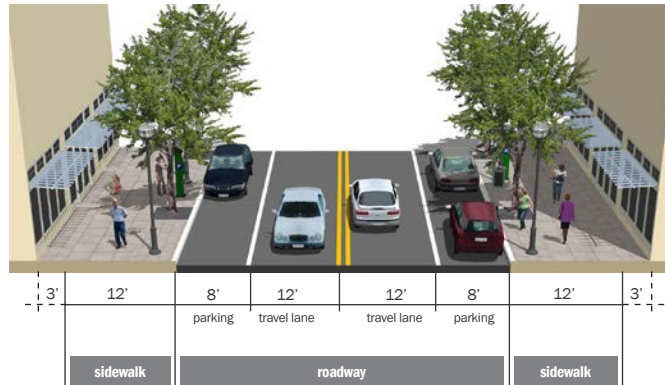 3' 12' 8' 12' 12' 8' 12' 3'
parking travel lane travel lane parking
sidewalk roadway sidewalk